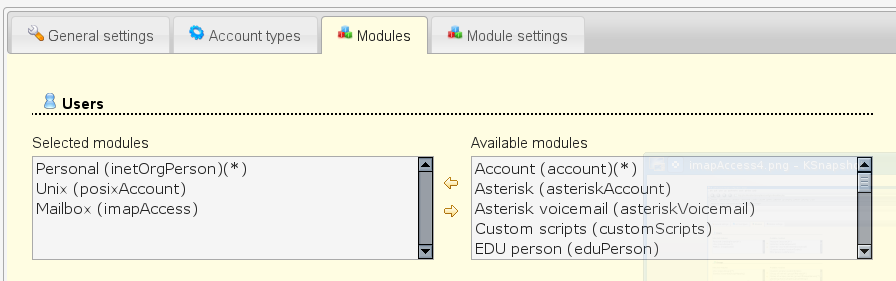 General settings
Account types
Modules
Module settings
Users
Selected modules
Available modules
Personal (inetOrgPerson)(*)
Unix (posixAccount)
Mailbox (imapAccess)
Account (account)(*)
Asterisk (asteriskAccount)
Asterisk voicemail (asteriskVoicemail)
Custom scripts (customScripts)
EDU person (eduPerson)
imapAccess4.png – KSnapsh